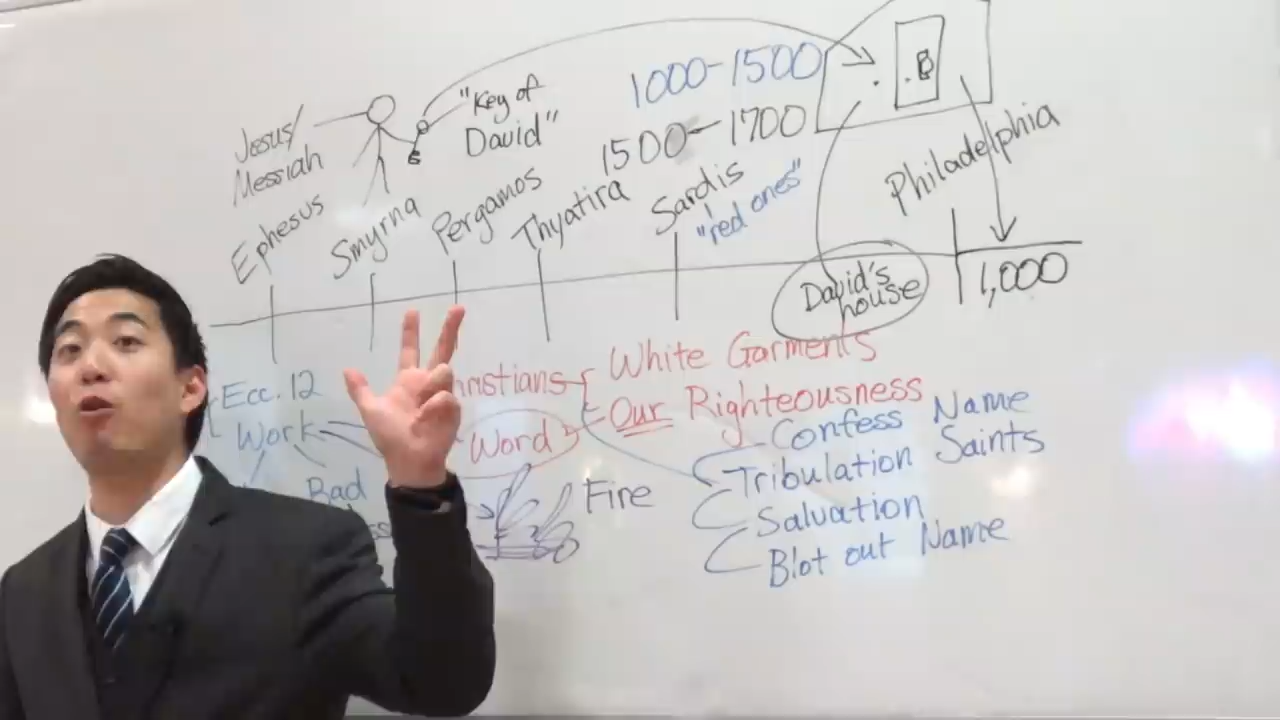 Jesus/
Messiah
"Key of
David"
1000-1500
1500-1700
Ephesus
Smyrna
Pergamos
Thyatira
Sardis
"red ones"
Philadelphia
David's
house
1,000
Ecc. 12
Work
Bad
Word
White Garments
Our Righteousness
Fire
Confess Name
Tribulation Saints
Salvation
Blot out Name